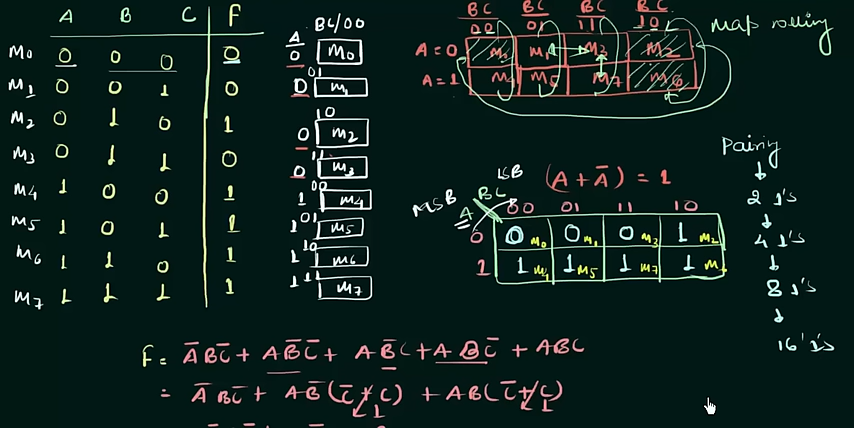 A B C F
M0 0 0 0 0
M1 0 0 1 0
M2 0 1 0 1
M3 0 1 1 0
M4 1 0 0 1
M5 1 0 1 1
M6 1 1 0 1
M7 1 1 1 1
A BC/00
0 M0
0 01 M1
0 10 M2
0 11 M3
1 00 M4
1 01 M5
1 10 M6
1 11 M7
BC BC BC BC
00 01 11 10
A=0 M1 M3 M2
A=1 M4 M5 M7 M6
Map rolling
(A + Ā) = 1
MSB LSB
A BC 00 01 11 10
0 0 M0 0 M1 0 M3 1 M2
1 1 M4 1 M5 1 M7 1 M
Pairing
2 1's
4 1's
8 1's
16 1's
F = ĀBC̄ + AB̄C̄ + AB̄C + ABC̄ + ABC
= ĀBC̄ + AB̄(C̄+C) + AB(C̄+C)
1 1